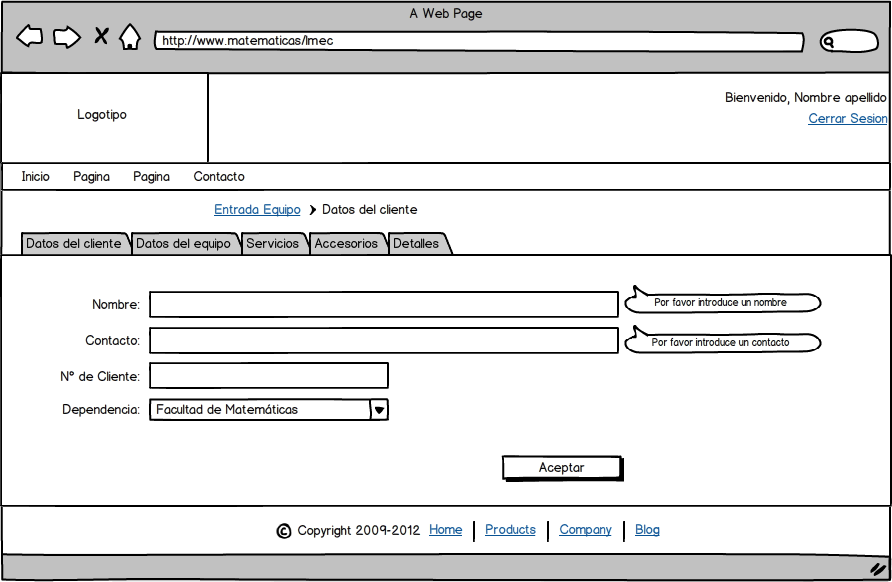 A Web Page
http://www.matematicas/lmec
Logotipo
Bienvenido, Nombre apellido
Cerrar Sesion
Inicio Pagina Pagina Contacto
Entrada Equipo > Datos del cliente
Datos del cliente Datos del equipo Servicios Accesorios Detalles
Nombre: Por favor introduce un nombre
Contacto: Por favor introduce un contacto
N° de Cliente:
Dependencia: Facultad de Matemáticas
Aceptar
© Copyright 2009-2012 Home | Products | Company | Blog